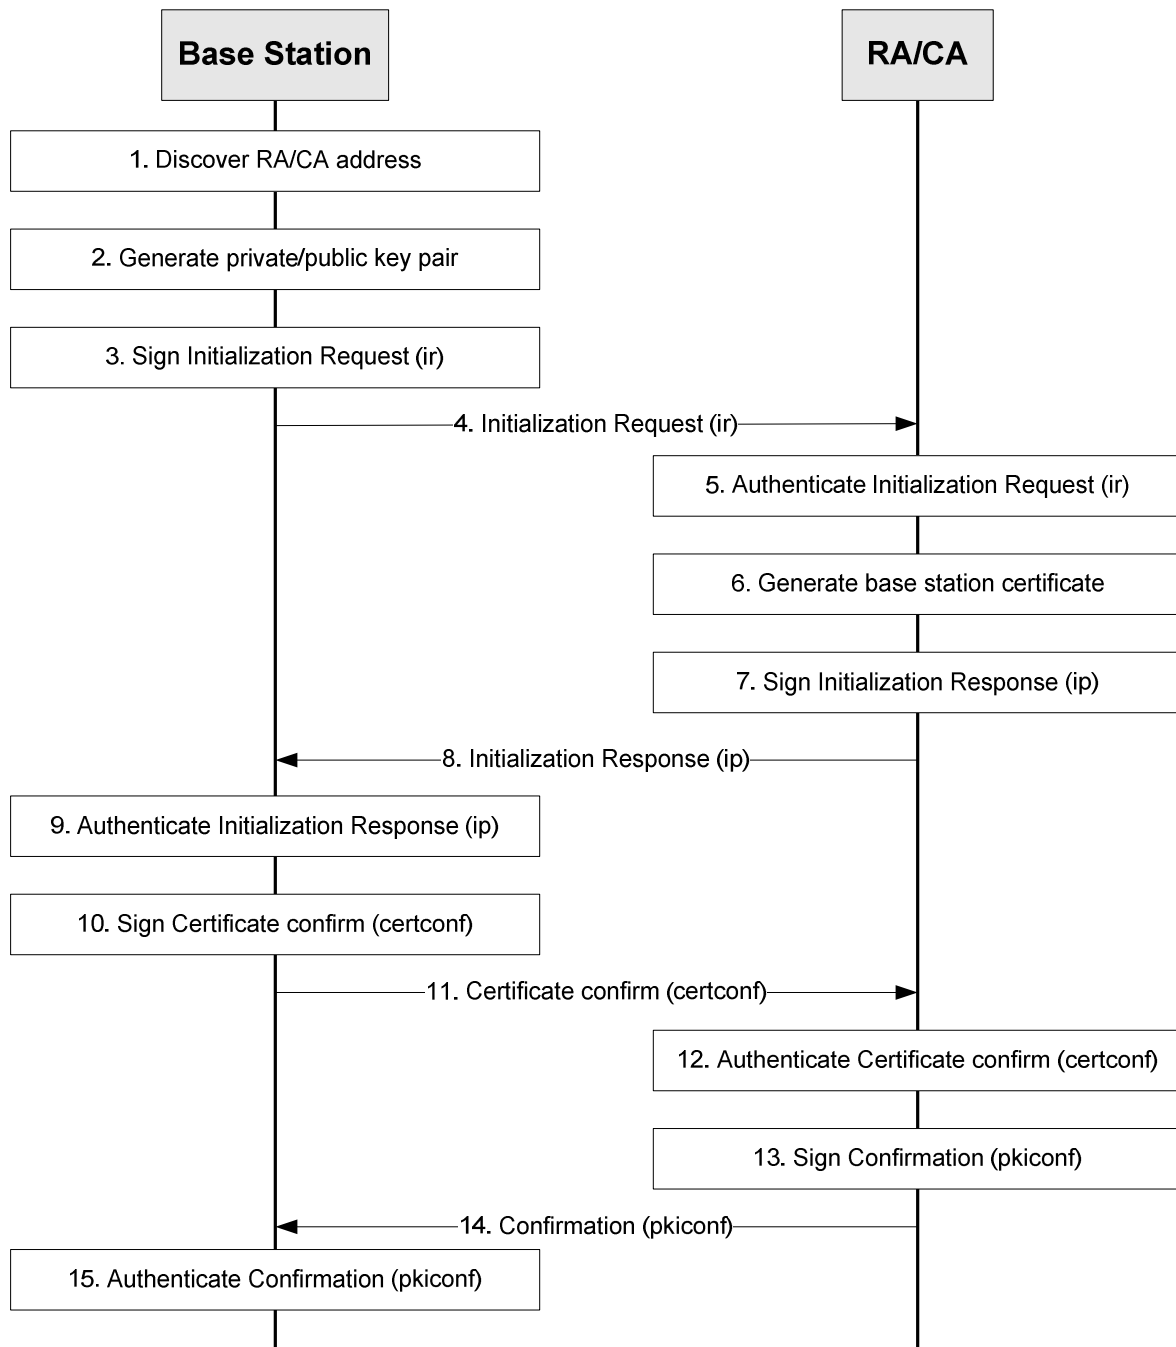 Base Station
RA/CA
1. Discover RA/CA address
2. Generate private/public key pair
3. Sign Initialization Request (ir)
4. Initialization Request (ir)
5. Authenticate Initialization Request (ir)
6. Generate base station certificate
7. Sign Initialization Response (ip)
8. Initialization Response (ip)
9. Authenticate Initialization Response (ip)
10. Sign Certificate confirm (certconf)
11. Certificate confirm (certconf)
12. Authenticate Certificate confirm (certconf)
13. Sign Confirmation (pkiconf)
14. Confirmation (pkiconf)
15. Authenticate Confirmation (pkiconf)